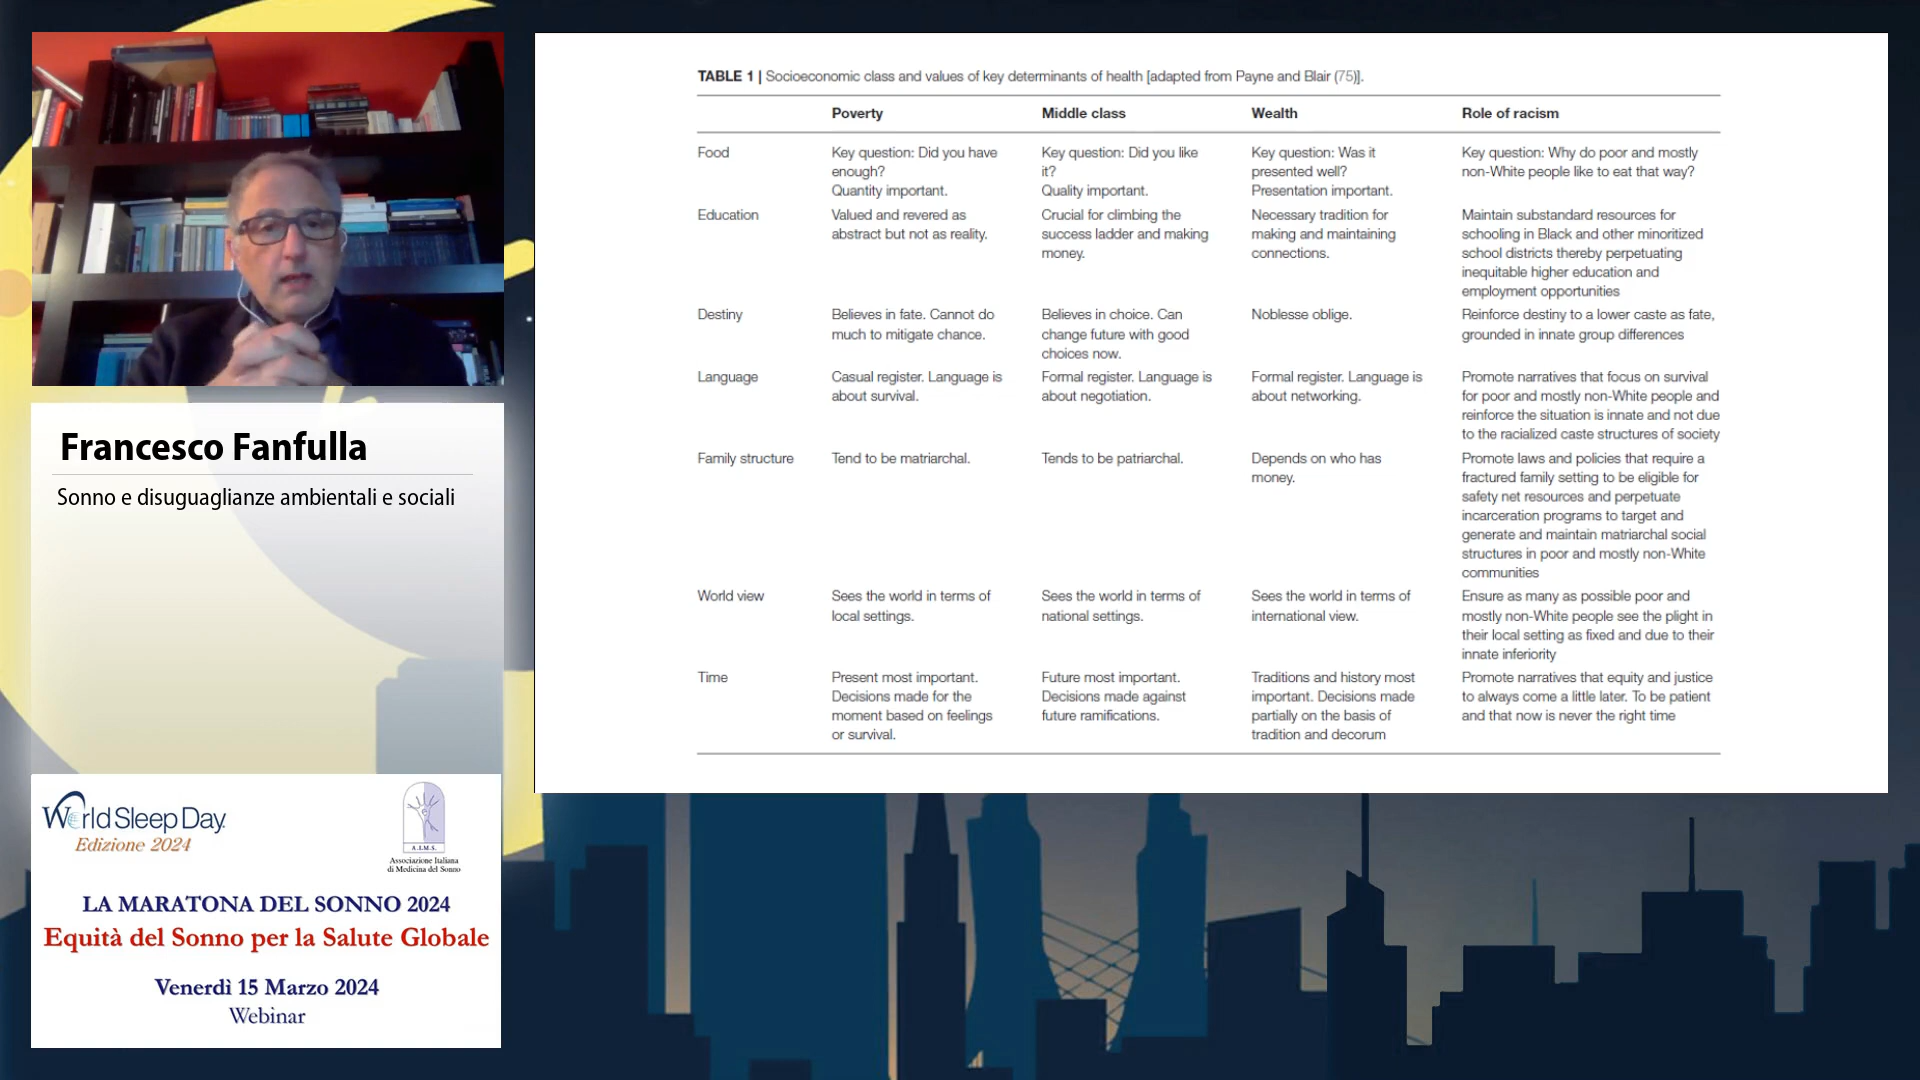 Francesco Fanfulla
Sonno e disuguaglianze ambientali e sociali
World Sleep Day
Edizione 2024
A.I.M.S.
Associazione Italiana
di Medicina del Sonno
LA MARATONA DEL SONNO 2024
Equità del Sonno per la Salute Globale
Venerdì 15 Marzo 2024
Webinar
TABLE 1 | Socioeconomic class and values of key determinants of health [adapted from Payne and Blair (75)].
Poverty Middle class Wealth Role of racism
Food
Key question: Did you have
enough?
Quantity important.
Key question: Did you like
it?
Quality important.
Key question: Was it
presented well?
Presentation important.
Key question: Why do poor and mostly
non-White people like to eat that way?
Education
Valued and revered as
abstract but not as reality.
Crucial for climbing the
success ladder and making
money.
Necessary tradition for
making and maintaining
connections.
Maintain substandard resources for
schooling in Black and other minoritized
school districts thereby perpetuating
inequitable higher education and
employment opportunities
Destiny
Believes in fate. Cannot do
much to mitigate chance.
Believes in choice. Can
change future with good
choices now.
Noblesse oblige.
Reinforce destiny to a lower caste as fate,
grounded in innate group differences
Language
Casual register. Language is
about survival.
Formal register. Language is
about negotiation.
Formal register. Language is
about networking.
Promote narratives that focus on survival
for poor and mostly non-White people and
reinforce the situation is innate and not due
to the racialized caste structures of society
Family structure
Tend to be matriarchal.
Tends to be patriarchal.
Depends on who has
money.
Promote laws and policies that require a
fractured family setting to be eligible for
safety net resources and perpetuate
incarceration programs to target and
generate and maintain matriarchal social
structures in poor and mostly non-White
communities
World view
Sees the world in terms of
local settings.
Sees the world in terms of
national settings.
Sees the world in terms of
international view.
Ensure as many as possible poor and
mostly non-White people see the plight in
their local setting as fixed and due to their
innate inferiority
Time
Present most important.
Decisions made for the
moment based on feelings
or survival.
Future most important.
Decisions made against
future ramifications.
Traditions and history most
important. Decisions made
partially on the basis of
tradition and decorum
Promote narratives that equity and justice
to always come a little later. To be patient
and that now is never the right time